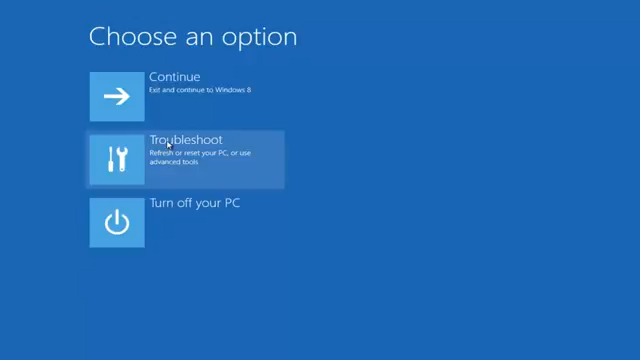 Choose an option
Continue
Exit and continue to Windows 8
Troubleshoot
Refresh or reset your PC, or use
advanced tools
Turn off your PC